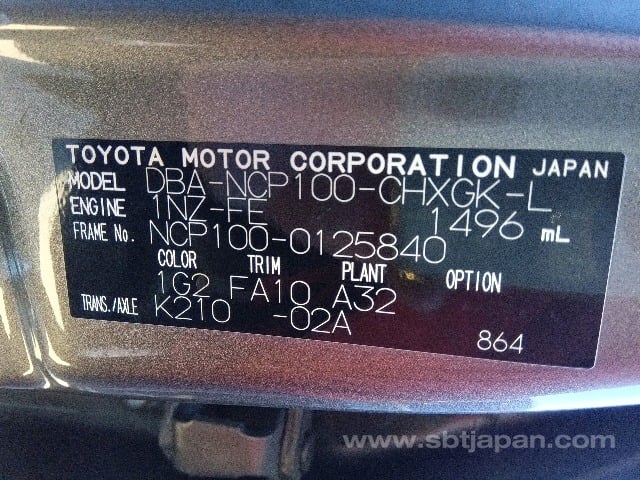 TOYOTA MOTOR CORPORATION JAPAN
MODEL DBA-NCP100-CHXGK-L
ENGINE 1NZ-FE 1496 mL
FRAME No. NCP100-0125840
COLOR TRIM PLANT OPTION
1G2 FA10 A32
TRANS./AXLE K210 -02A
864
www.sbtjapan.com